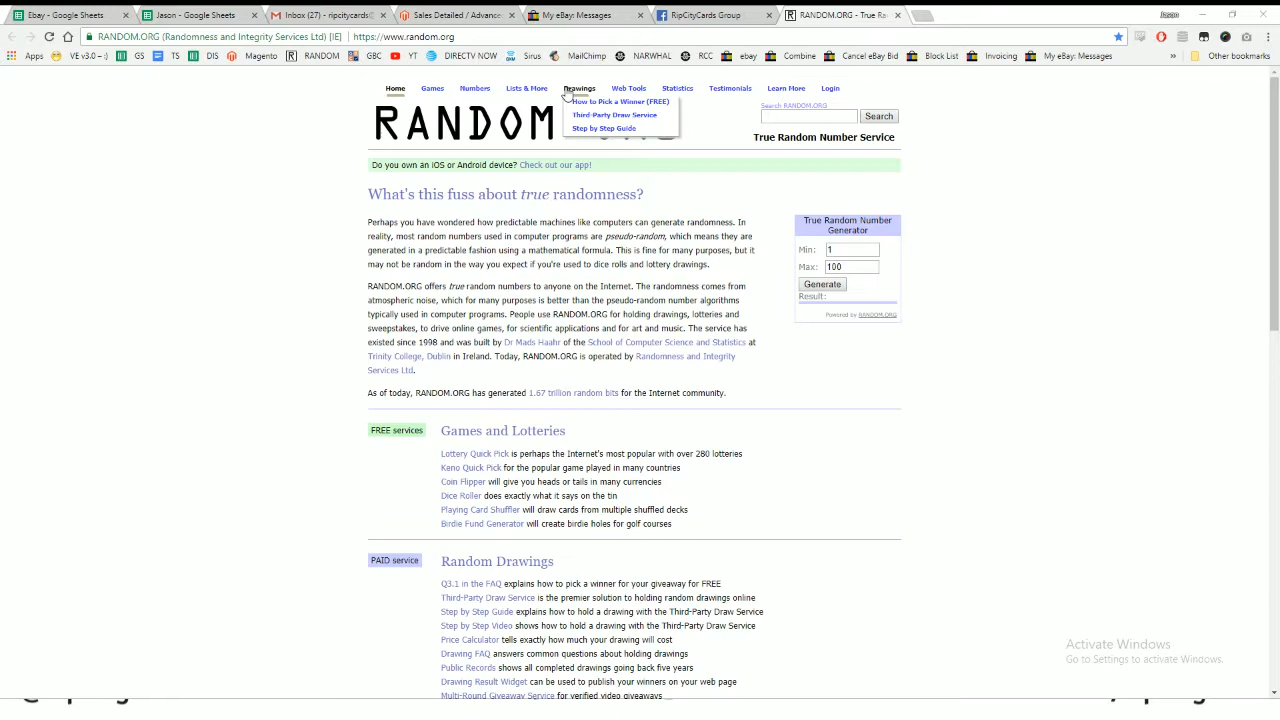 Ebay - Google Sheets
Jason - Google Sheets
Inbox (27) - ripcitycards@
Sales Detailed / Advance
My eBay: Messages
RipCityCards Group
RANDOM.ORG - True Ra
Jason
RANDOM.ORG (Randomness and Integrity Services Ltd) [IE] https://www.random.org
Apps VE v3.0 --:) GS TS DIS Magento RANDOM GBC YT DIRECTV NOW Sirus MailChimp NARWHAL RCC ebay Combine Cancel eBay Bid Block List Invoicing My eBay: Messages » Other bookmarks
Home Games Numbers Lists & More Drawings Web Tools Statistics Testimonials Learn More Login
How to Pick a Winner (FREE)
Third-Party Draw Service
Step by Step Guide
Search RANDOM.ORG
Search
RANDOM
True Random Number Service
Do you own an iOS or Android device? Check out our app!
What's this fuss about true randomness?
Perhaps you have wondered how predictable machines like computers can generate randomness. In
reality, most random numbers used in computer programs are pseudo-random, which means they are
generated in a predictable fashion using a mathematical formula. This is fine for many purposes, but it
may not be random in the way you expect if you're used to dice rolls and lottery drawings.
RANDOM.ORG offers true random numbers to anyone on the Internet. The randomness comes from
atmospheric noise, which for many purposes is better than the pseudo-random number algorithms
typically used in computer programs. People use RANDOM.ORG for holding drawings, lotteries and
sweepstakes, to drive online games, for scientific applications and for art and music. The service has
existed since 1998 and was built by Dr Mads Haahr of the School of Computer Science and Statistics at
Trinity College, Dublin in Ireland. Today, RANDOM.ORG is operated by Randomness and Integrity
Services Ltd.
As of today, RANDOM.ORG has generated 1.67 trillion random bits for the Internet community.
True Random Number
Generator
Min: 1
Max: 100
Generate
Result:
Powered by RANDOM.ORG
FREE services
Games and Lotteries
Lottery Quick Pick is perhaps the Internet's most popular with over 280 lotteries
Keno Quick Pick for the popular game played in many countries
Coin Flipper will give you heads or tails in many currencies
Dice Roller does exactly what it says on the tin
Playing Card Shuffler will draw cards from multiple shuffled decks
Birdie Fund Generator will create birdie holes for golf courses
PAID service
Random Drawings
Q3.1 in the FAQ explains how to pick a winner for your giveaway for FREE
Third-Party Draw Service is the premier solution to holding random drawings online
Step by Step Guide explains how to hold a drawing with the Third-Party Draw Service
Step by Step Video shows how to hold a drawing with the Third-Party Draw Service
Price Calculator tells exactly how much your drawing will cost
Drawing FAQ answers common questions about holding drawings
Public Records shows all completed drawings going back five years
Drawing Result Widget can be used to publish your winners on your web page
Multi-Round Giveaway Service for verified video giveaways
Activate Windows
Go to Settings to activate Windows.